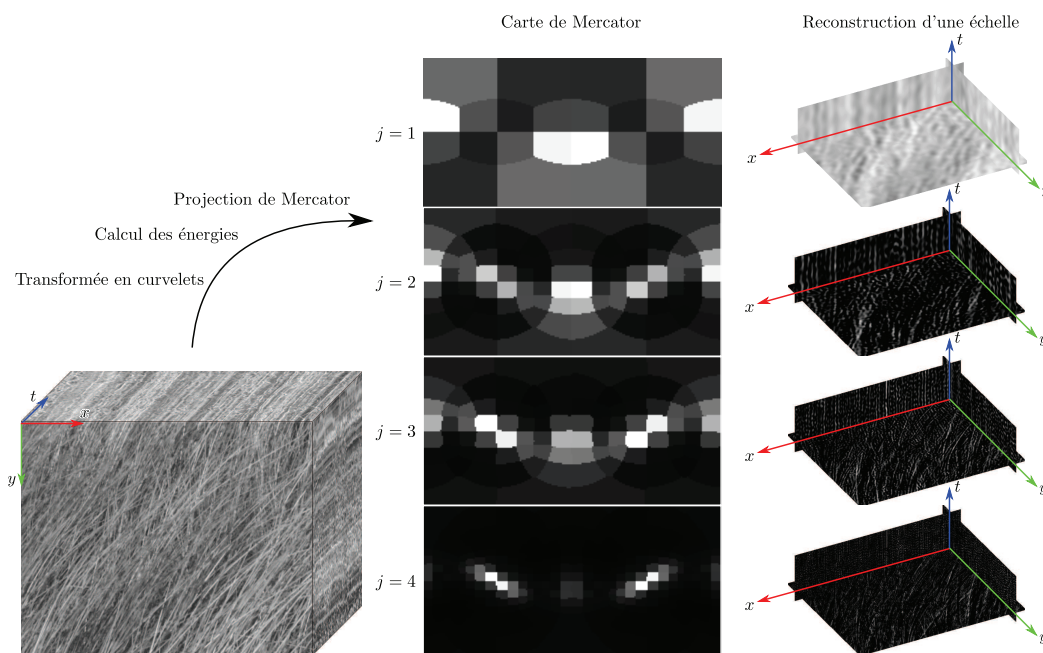 Carte de Mercator
Reconstruction d'une échelle
Projection de Mercator
Calcul des énergies
Transformée en curvelets
t
x
y
j = 1
j = 2
j = 3
j = 4
t
x
t
x
y
t
x
y
t
x
y